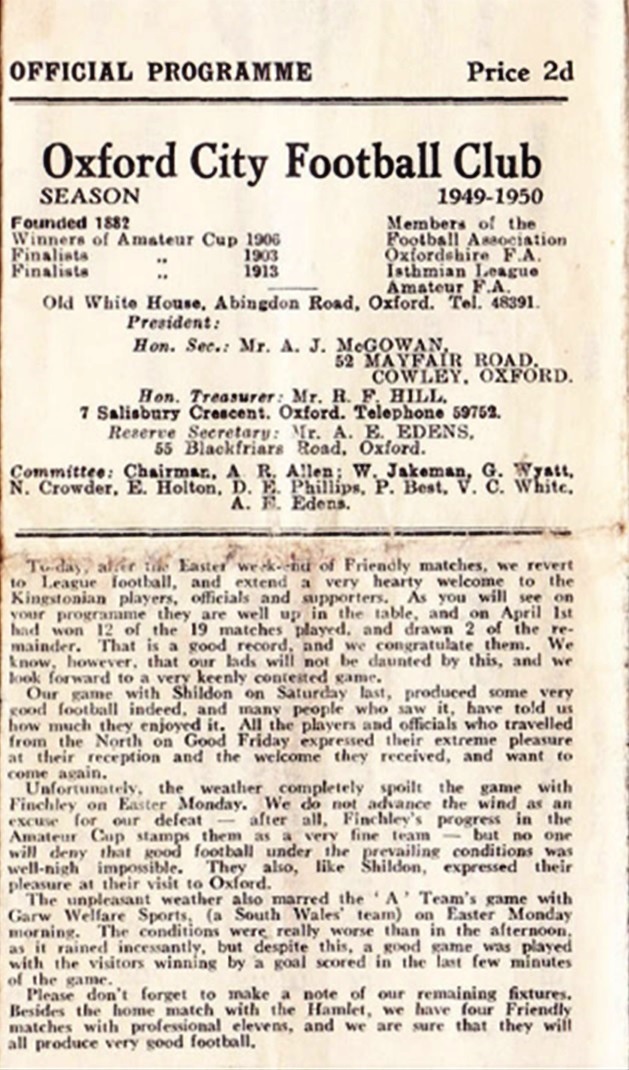 OFFICIAL PROGRAMME Price 2d
Oxford City Football Club
SEASON 1949-1950
Founded 1882 Members of the
Winners of Amateur Cup 1906 Football Association
Finalists „ 1903 Oxfordshire F.A.
Finalists „ 1913 Isthmian League
Amateur F.A.
Old White House, Abingdon Road, Oxford. Tel. 48391.
President:
Hon. Sec.: Mr. A. J. McGOWAN,
52 MAYFAIR ROAD,
COWLEY, OXFORD.
Hon. Treasurer: Mr. R. F. HILL,
7 Salisbury Crescent, Oxford. Telephone 59752.
Reserve Secretary: Mr. A. E. EDENS,
55 Blackfriars Road, Oxford.
Committee: Chairman, A. R. Allen; W. Jakeman, G. Wyatt,
N. Crowder, E. Holton, D. E. Phillips, P. Best, V. C. White,
A. E. Edens.
To-day, after the Easter week-end of Friendly matches, we revert
to League football, and extend a very hearty welcome to the
Kingstonian players, officials and supporters. As you will see on
your programme they are well up in the table, and on April 1st
had won 12 of the 19 matches played, and drawn 2 of the re-
mainder. That is a good record, and we congratulate them. We
know, however, that our lads will not be daunted by this, and we
look forward to a very keenly contested game.
Our game with Shildon on Saturday last, produced some very
good football indeed, and many people who saw it, have told us
how much they enjoyed it. All the players and officials who travelled
from the North on Good Friday expressed their extreme pleasure
at their reception and the welcome they received, and want to
come again.
Unfortunately, the weather completely spoilt the game with
Finchley on Easter Monday. We do not advance the wind as an
excuse for our defeat — after all, Finchley's progress in the
Amateur Cup stamps them as a very fine team — but no one
will deny that good football under the prevailing conditions was
well-nigh impossible. They also, like Shildon, expressed their
pleasure at their visit to Oxford.
The unpleasant weather also marred the ' A ' Team's game with
Garw Welfare Sports, (a South Wales' team) on Easter Monday
morning. The conditions were really worse than in the afternoon,
as it rained incessantly, but despite this, a good game was played
with the visitors winning by a goal scored in the last few minutes
of the game.
Please don't forget to make a note of our remaining fixtures.
Besides the home match with the Hamlet, we have four Friendly
matches with professional elevens, and we are sure that they will
all produce very good football.